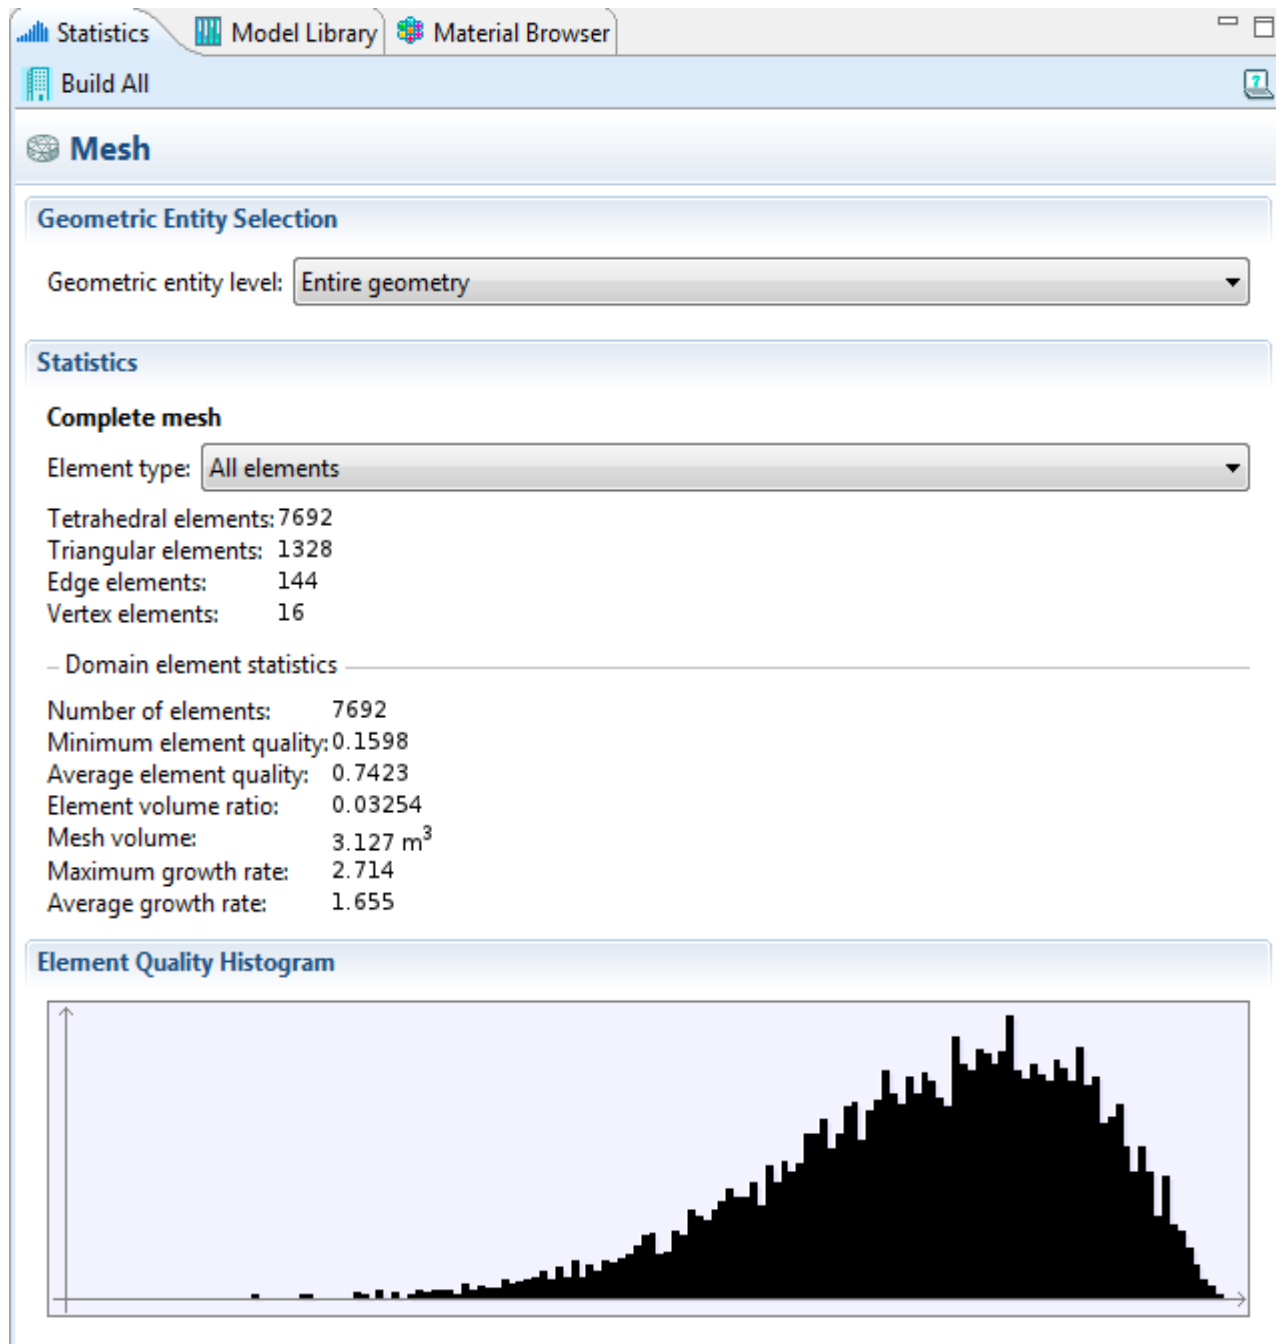 Statistics Model Library Material Browser
Build All
Mesh
Geometric Entity Selection
Geometric entity level: Entire geometry
Statistics
Complete mesh
Element type: All elements
Tetrahedral elements: 7692
Triangular elements: 1328
Edge elements: 144
Vertex elements: 16
Domain element statistics
Number of elements: 7692
Minimum element quality: 0.1598
Average element quality: 0.7423
Element volume ratio: 0.03254
Mesh volume: 3.127 m³
Maximum growth rate: 2.714
Average growth rate: 1.655
Element Quality Histogram